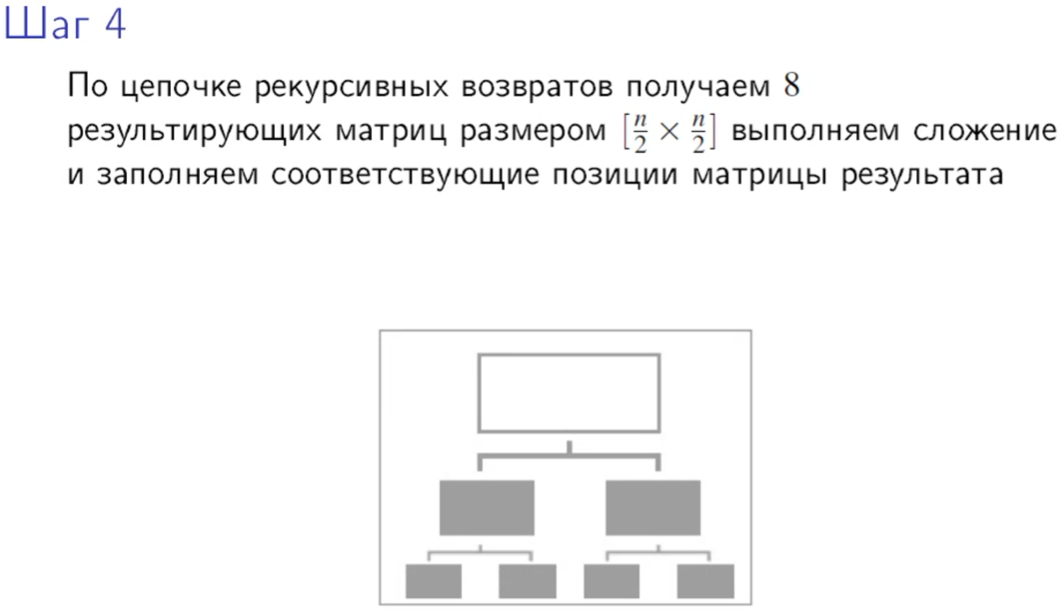 Шаг 4
По цепочке рекурсивных возвратов получаем 8
результирующих матриц размером [n/2 × n/2] выполняем сложение
и заполняем соответствующие позиции матрицы результата